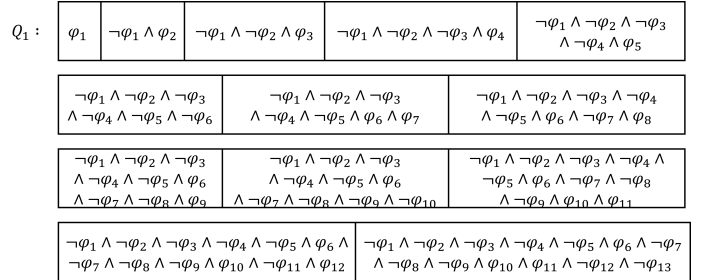 Q₁ : φ₁ ¬φ₁ ∧ φ₂ ¬φ₁ ∧ ¬φ₂ ∧ φ₃ ¬φ₁ ∧ ¬φ₂ ∧ ¬φ₃ ∧ φ₄
¬φ₁ ∧ ¬φ₂ ∧ ¬φ₃
∧ ¬φ₄ ∧ φ₅
¬φ₁ ∧ ¬φ₂ ∧ ¬φ₃
∧ ¬φ₄ ∧ ¬φ₅ ∧ ¬φ₆
¬φ₁ ∧ ¬φ₂ ∧ ¬φ₃
∧ ¬φ₄ ∧ ¬φ₅ ∧ φ₆ ∧ φ₇
¬φ₁ ∧ ¬φ₂ ∧ ¬φ₃ ∧ ¬φ₄
∧ ¬φ₅ ∧ φ₆ ∧ ¬φ₇ ∧ φ₈
¬φ₁ ∧ ¬φ₂ ∧ ¬φ₃
∧ ¬φ₄ ∧ ¬φ₅ ∧ φ₆
∧ ¬φ₇ ∧ ¬φ₈ ∧ φ₉
¬φ₁ ∧ ¬φ₂ ∧ ¬φ₃
∧ ¬φ₄ ∧ ¬φ₅ ∧ φ₆
∧ ¬φ₇ ∧ ¬φ₈ ∧ ¬φ₉ ∧ ¬φ₁₀
¬φ₁ ∧ ¬φ₂ ∧ ¬φ₃ ∧ ¬φ₄ ∧
¬φ₅ ∧ φ₆ ∧ ¬φ₇ ∧ ¬φ₈
∧ ¬φ₉ ∧ φ₁₀ ∧ φ₁₁
¬φ₁ ∧ ¬φ₂ ∧ ¬φ₃ ∧ ¬φ₄ ∧ ¬φ₅ ∧ φ₆ ∧
¬φ₇ ∧ ¬φ₈ ∧ ¬φ₉ ∧ φ₁₀ ∧ ¬φ₁₁ ∧ φ₁₂
¬φ₁ ∧ ¬φ₂ ∧ ¬φ₃ ∧ ¬φ₄ ∧ ¬φ₅ ∧ φ₆ ∧ ¬φ₇
∧ ¬φ₈ ∧ ¬φ₉ ∧ φ₁₀ ∧ φ₁₁ ∧ ¬φ₁₂ ∧ ¬φ₁₃